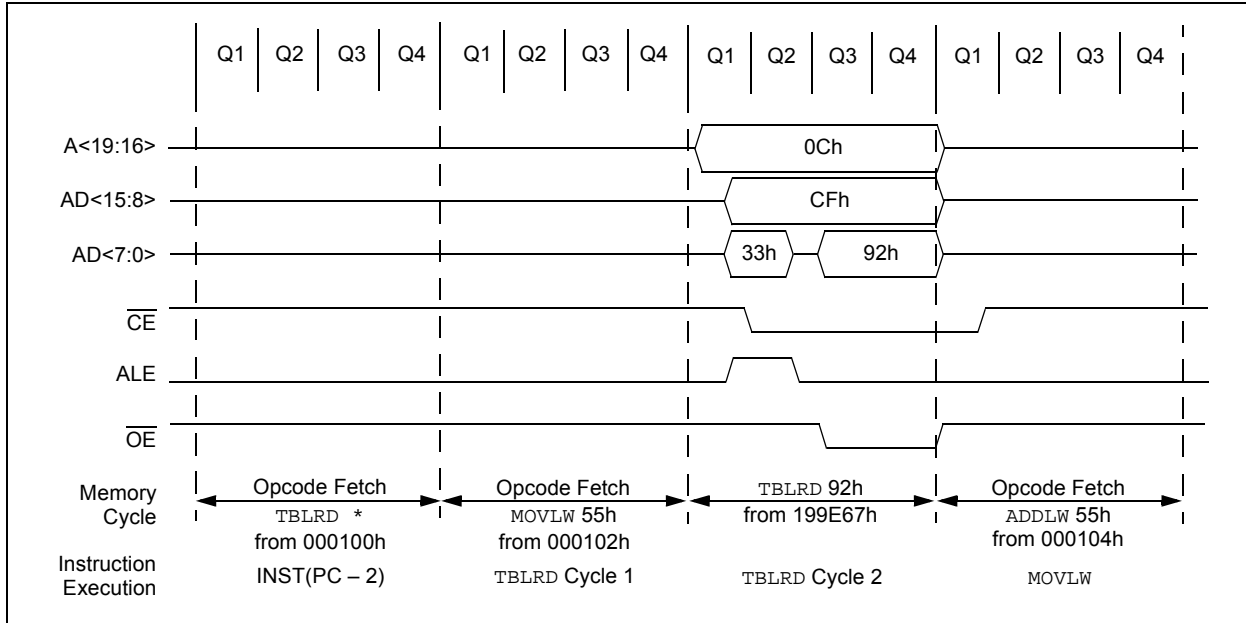 Q1 Q2 Q3 Q4 Q1 Q2 Q3 Q4 Q1 Q2 Q3 Q4 Q1 Q2 Q3 Q4
A<19:16> 0Ch
AD<15:8> CFh
AD<7:0> 33h 92h
CE
ALE
OE
Memory Cycle
Opcode Fetch
TBLRD *
from 000100h
Opcode Fetch
MOVLW 55h
from 000102h
TBLRD 92h
from 199E67h
Opcode Fetch
ADDLW 55h
from 000104h
Instruction Execution
INST(PC – 2)
TBLRD Cycle 1
TBLRD Cycle 2
MOVLW